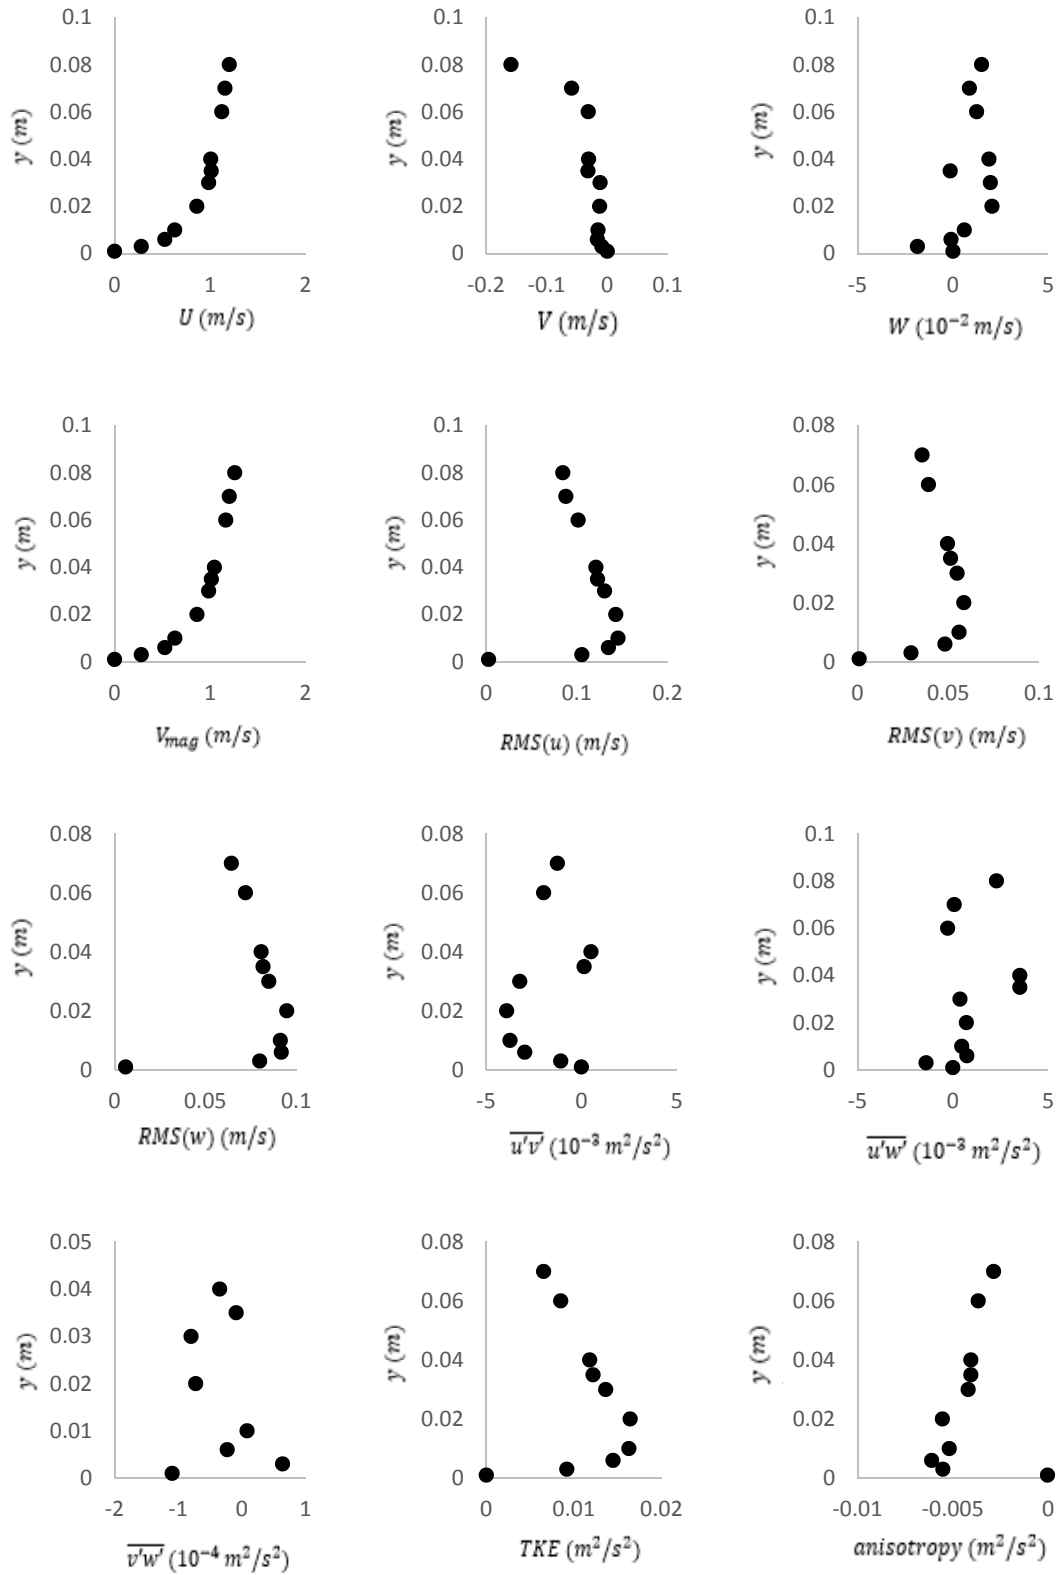 0.1
0.08
0.06
0.04
0.02
0
y (m)
0 1 2
U (m/s)
0.1
0.08
0.06
0.04
0.02
0
y (m)
-0.2 -0.1 0 0.1
V (m/s)
0.1
0.08
0.06
0.04
0.02
0
y (m)
-5 0 5
W (10⁻² m/s)
0.1
0.08
0.06
0.04
0.02
0
y (m)
0 1 2
V_mag (m/s)
0.1
0.08
0.06
0.04
0.02
0
y (m)
0 0.1 0.2
RMS(u) (m/s)
0.08
0.06
0.04
0.02
0
y (m)
0 0.05 0.1
RMS(v) (m/s)
0.08
0.06
0.04
0.02
0
y (m)
0 0.05 0.1
RMS(w) (m/s)
0.08
0.06
0.04
0.02
0
y (m)
-5 0 5
u'v' (10⁻³ m²/s²)
0.1
0.08
0.06
0.04
0.02
0
y (m)
-5 0 5
u'w' (10⁻³ m²/s²)
0.05
0.04
0.03
0.02
0.01
0
y (m)
-2 -1 0 1
v'w' (10⁻⁴ m²/s²)
0.08
0.06
0.04
0.02
0
y (m)
0 0.01 0.02
TKE (m²/s²)
0.08
0.06
0.04
0.02
0
y (m)
-0.01 -0.005 0
anisotropy (m²/s²)